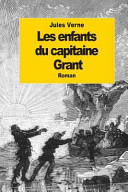 Jules Verne
Les enfants
du capitaine
Grant
Roman